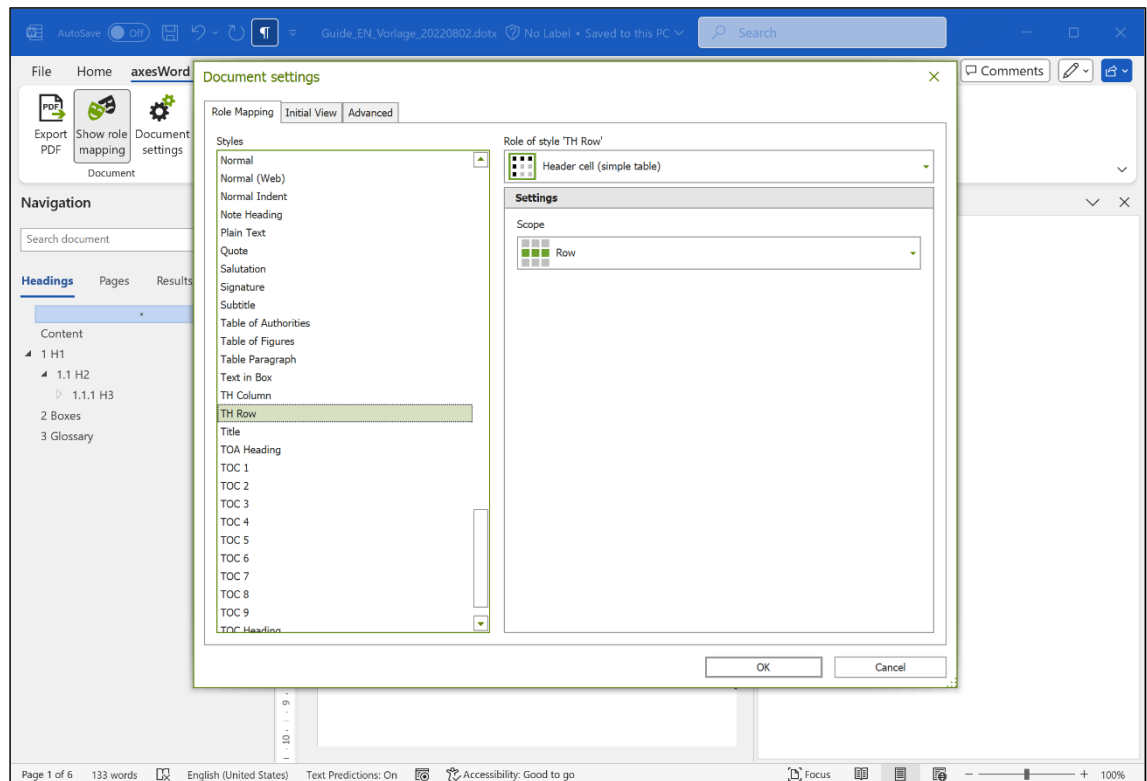 AutoSave Off Guide_EN_Vorlage_20220802.dotx No Label • Saved to this PC Search
File Home axesWord Comments
Export PDF
Show role mapping
Document settings
Document
Navigation
Search document
Headings Pages Results
Content
1 H1
1.1 H2
1.1.1 H3
2 Boxes
3 Glossary
Document settings
Role Mapping Initial View Advanced
Styles
Normal
Normal (Web)
Normal Indent
Note Heading
Plain Text
Quote
Salutation
Signature
Subtitle
Table of Authorities
Table of Figures
Table Paragraph
Text in Box
TH Column
TH Row
Title
TOA Heading
TOC 1
TOC 2
TOC 3
TOC 4
TOC 5
TOC 6
TOC 7
TOC 8
TOC 9
TOC Heading
Role of style 'TH Row'
Header cell (simple table)
Settings
Scope
Row
OK Cancel
9
10
Page 1 of 6 133 words English (United States) Text Predictions: On Accessibility: Good to go Focus 100%